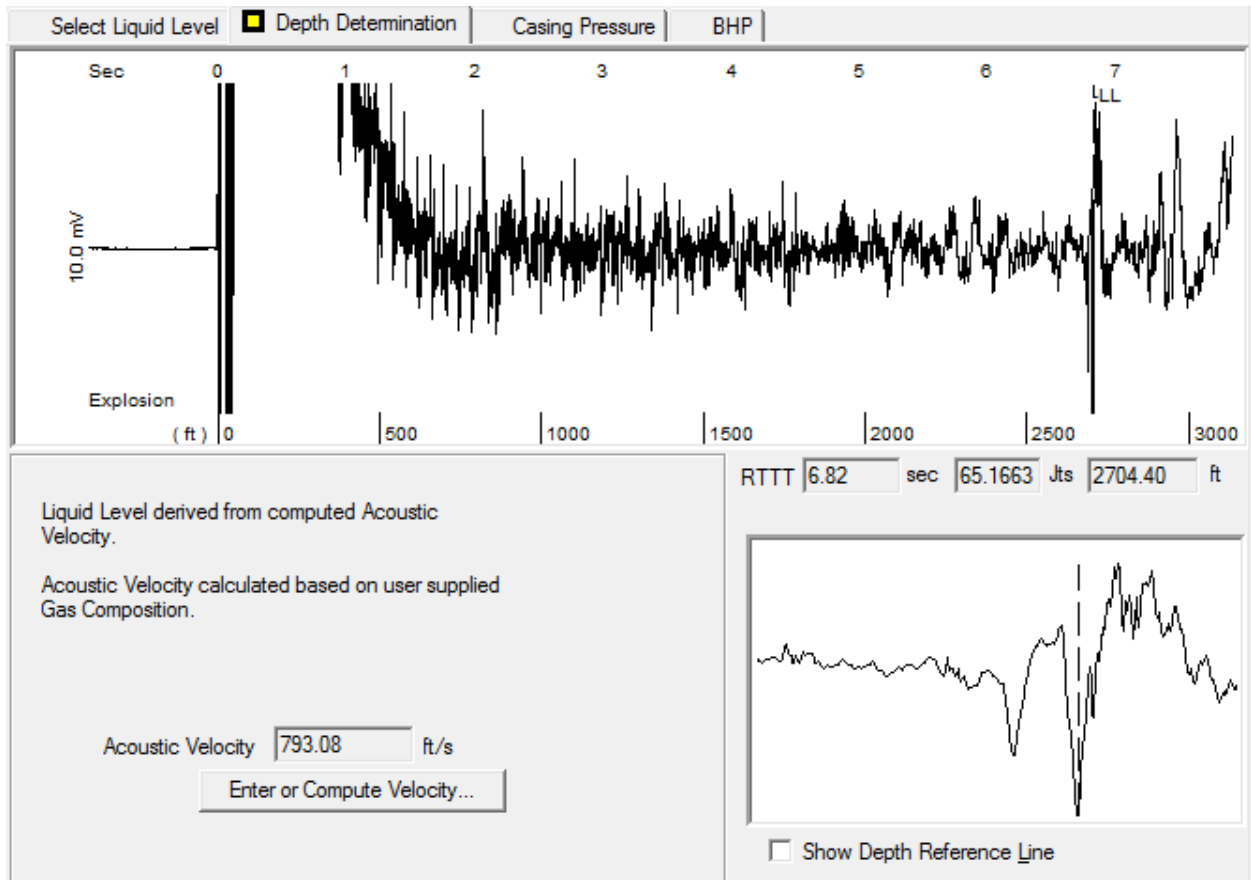 Select Liquid Level Depth Determination Casing Pressure BHP
Sec 0 1 2 3 4 5 6 7
LL
10.0 mV
Explosion
( ft ) 0 500 1000 1500 2000 2500 3000
RTTT 6.82 sec 65.1663 Jts 2704.40 ft
Liquid Level derived from computed Acoustic
Velocity.
Acoustic Velocity calculated based on user supplied
Gas Composition.
Acoustic Velocity 793.08 ft/s
Enter or Compute Velocity...
Show Depth Reference Line